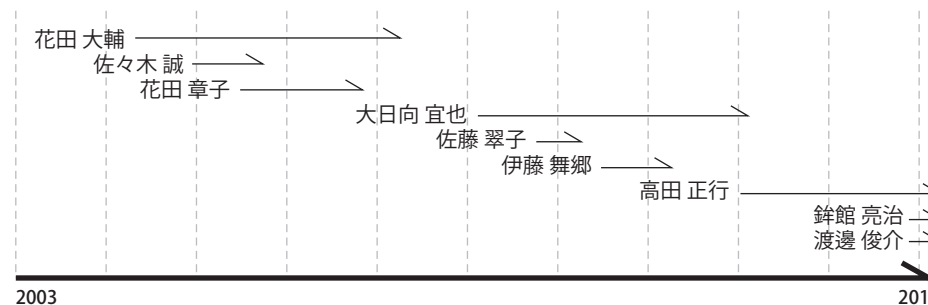 花田 大輔
佐々木 誠
花田 章子
大日向 宜也
佐藤 翠子
伊藤 舞郷
高田 正行
鉾館 亮治
渡邊 俊介
2003
201